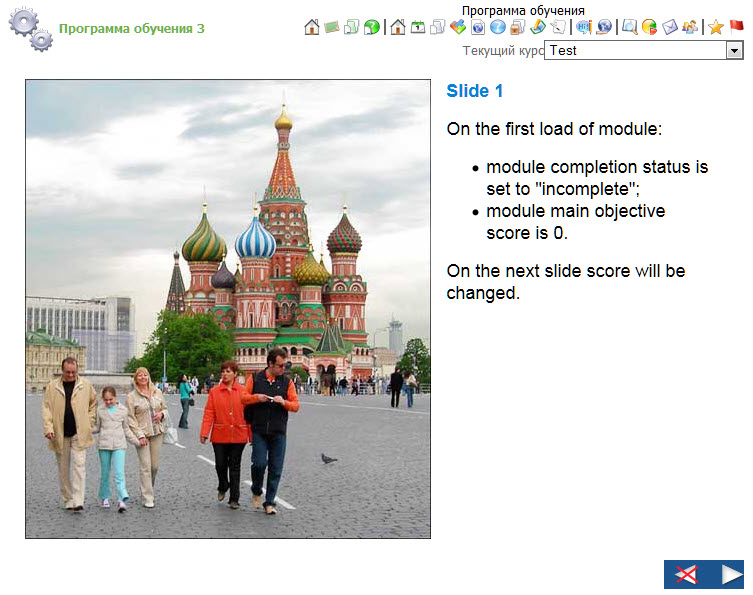 Программа обучения
Программа обучения 3
Текущий курс Test
Slide 1
On the first load of module:
• module completion status is
set to "incomplete";
• module main objective
score is 0.
On the next slide score will be
changed.